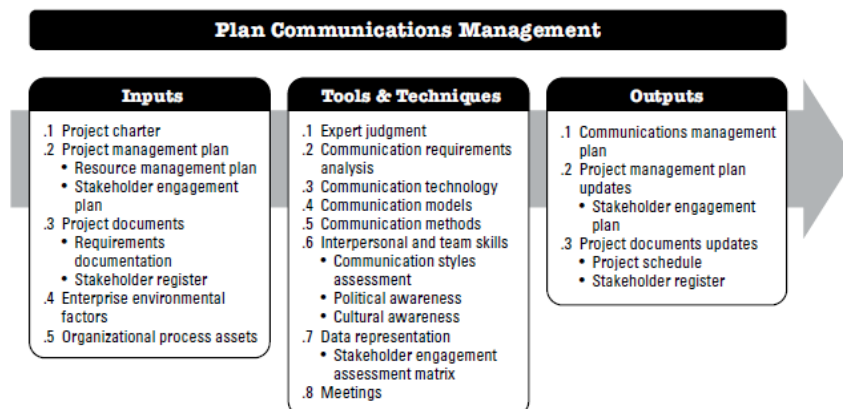 Plan Communications Management
Inputs
.1 Project charter
.2 Project management plan
• Resource management plan
• Stakeholder engagement
plan
.3 Project documents
• Requirements
documentation
• Stakeholder register
.4 Enterprise environmental
factors
.5 Organizational process assets
Tools & Techniques
.1 Expert judgment
.2 Communication requirements
analysis
.3 Communication technology
.4 Communication models
.5 Communication methods
.6 Interpersonal and team skills
• Communication styles
assessment
• Political awareness
• Cultural awareness
.7 Data representation
• Stakeholder engagement
assessment matrix
.8 Meetings
Outputs
.1 Communications management
plan
.2 Project management plan
updates
• Stakeholder engagement
plan
.3 Project documents updates
• Project schedule
• Stakeholder register